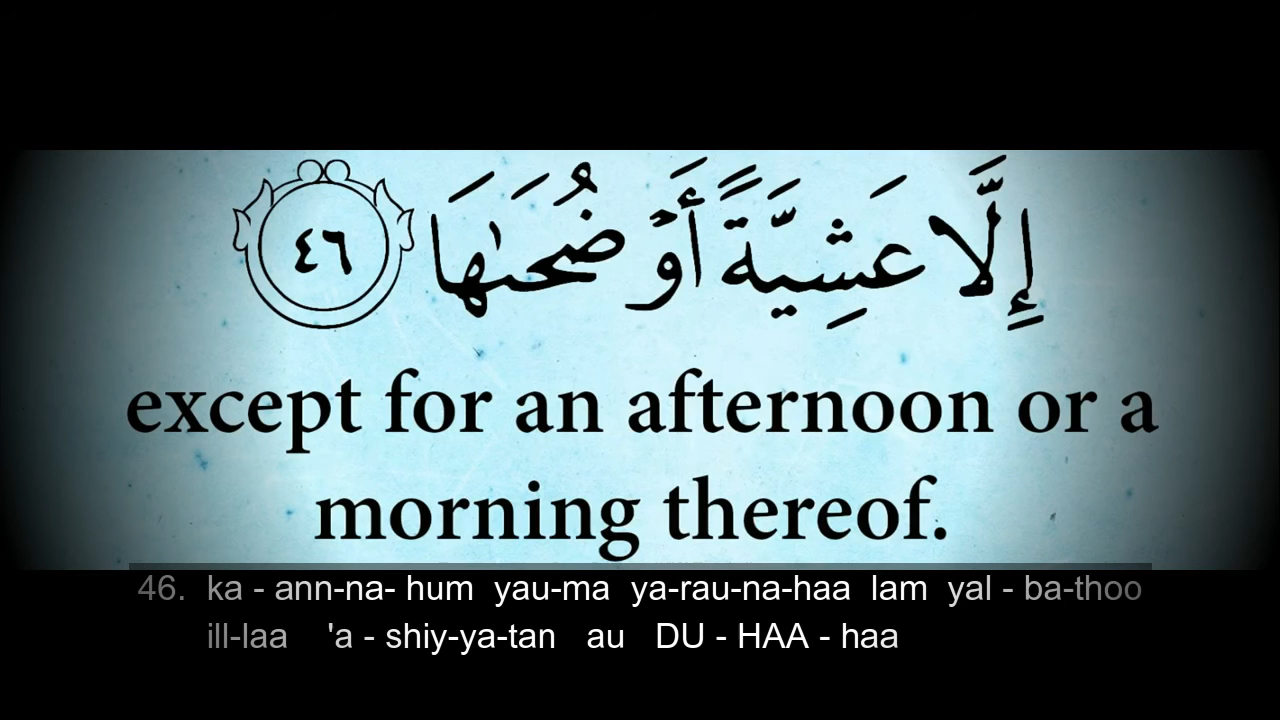 إِلَّا عَشِيَّةً أَوْ ضُحَىٰهَا ٤٦
except for an afternoon or a
morning thereof.
46. ka - ann-na- hum yau-ma ya-rau-na-haa lam yal - ba-thoo
ill-laa 'a - shiy-ya-tan au DU - HAA - haa